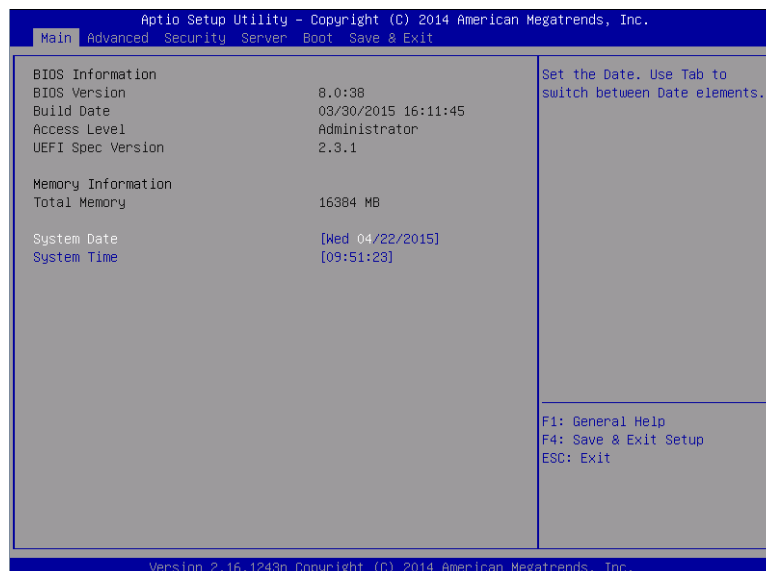 Aptio Setup Utility – Copyright (C) 2014 American Megatrends, Inc.
Main Advanced Security Server Boot Save & Exit
BIOS Information
BIOS Version 8.0:38
Build Date 03/30/2015 16:11:45
Access Level Administrator
UEFI Spec Version 2.3.1
Memory Information
Total Memory 16384 MB
System Date [Wed 04/22/2015]
System Time [09:51:23]
Set the Date. Use Tab to
switch between Date elements.
F1: General Help
F4: Save & Exit Setup
ESC: Exit
Version 2.16.1243n Copyright (C) 2014 American Megatrends, Inc.